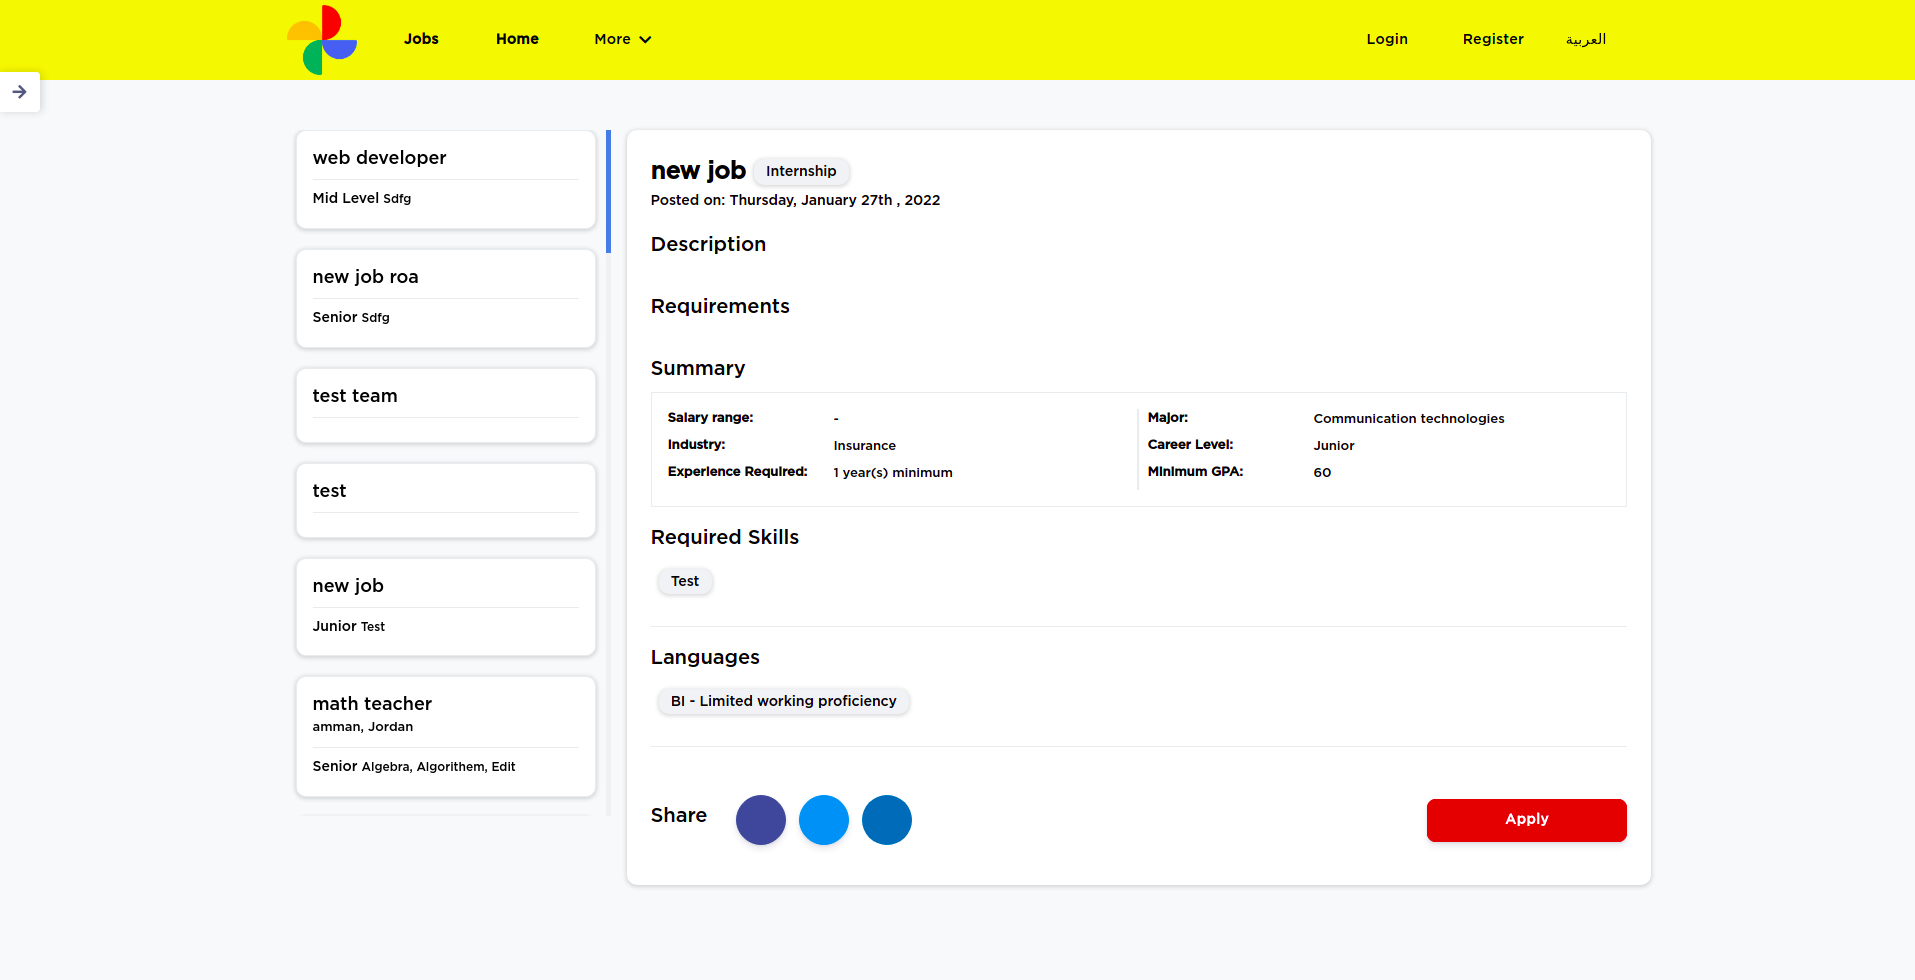 Jobs
Home
More
Login
Register
العربية
web developer
Mid Level Sdfg
new job roa
Senior Sdfg
test team
test
new job
Junior Test
math teacher
amman, Jordan
Senior Algebra, Algorithem, Edit
new job Internship
Posted on: Thursday, January 27th , 2022
Description
Requirements
Summary
Salary range: -
Industry: Insurance
Experience Required: 1 year(s) minimum
Major: Communication technologies
Career Level: Junior
Minimum GPA: 60
Required Skills
Test
Languages
BI - Limited working proficiency
Share
Apply